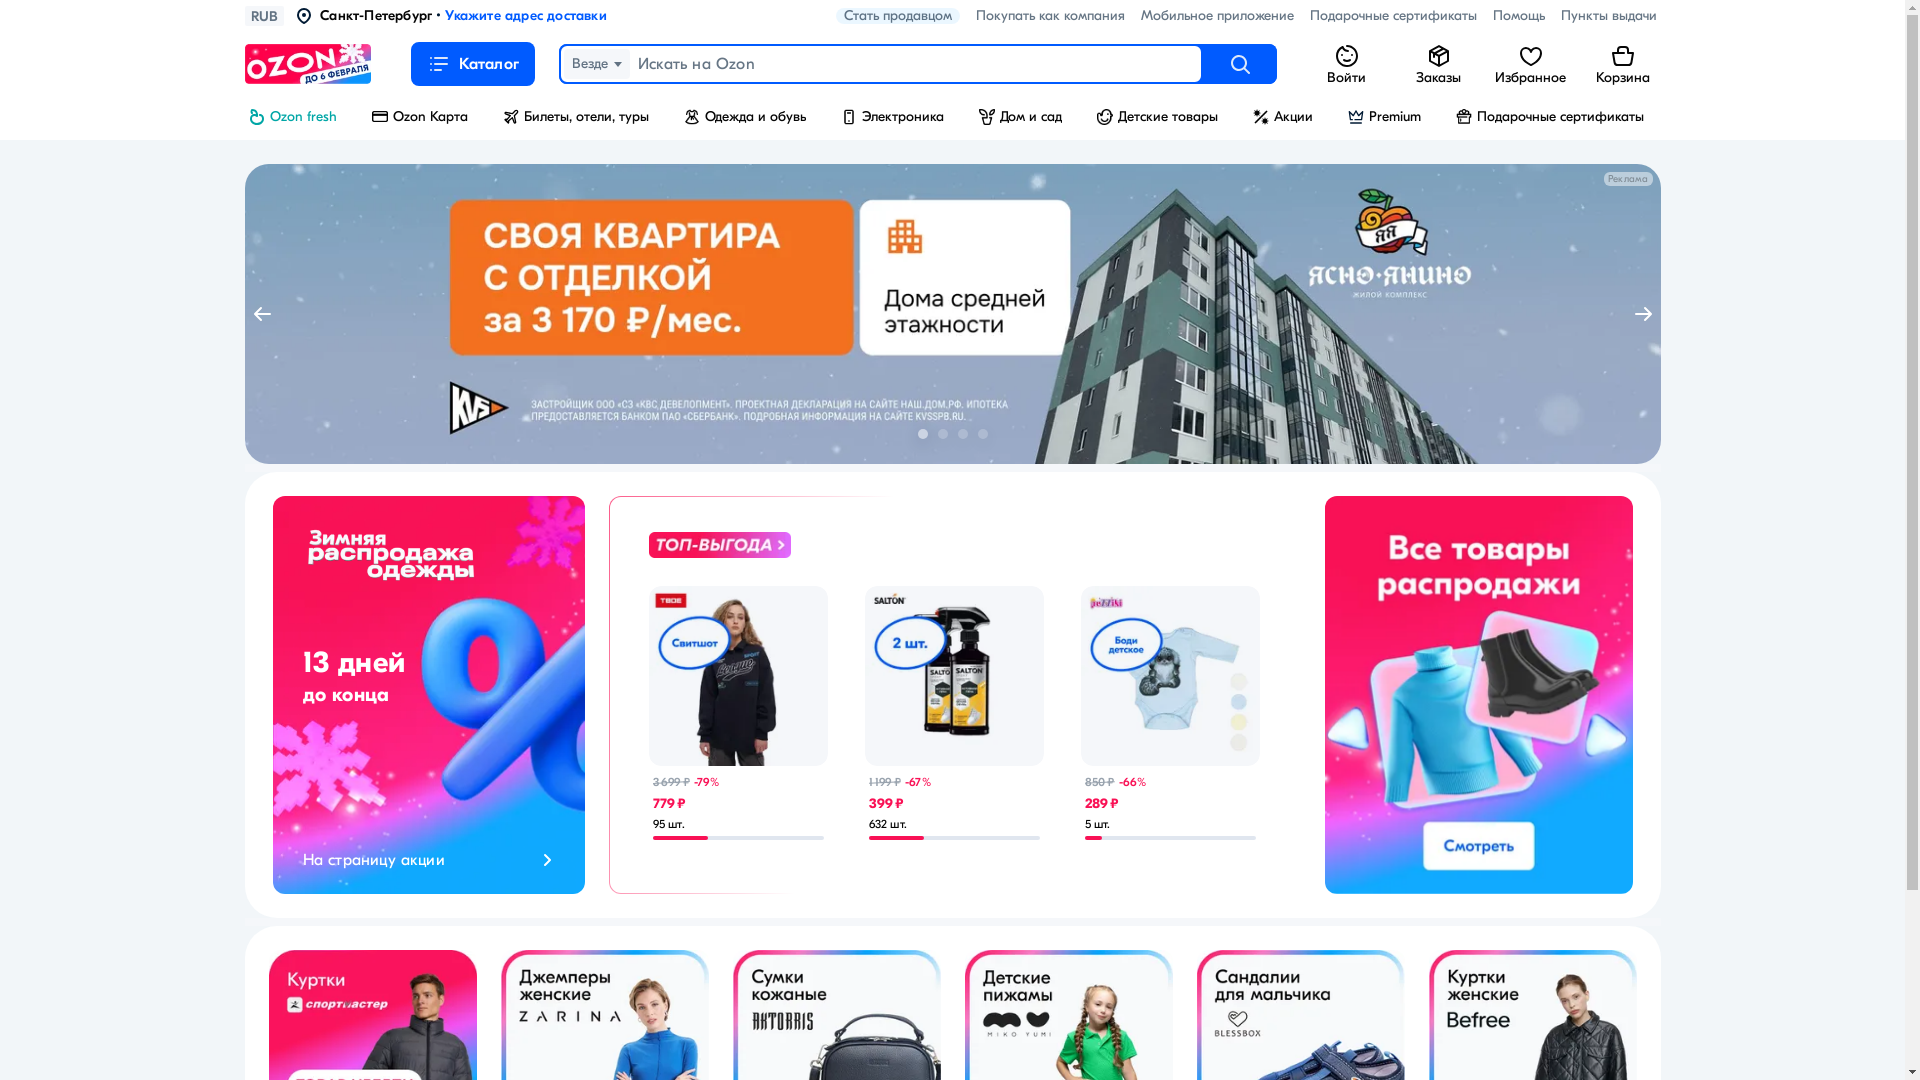 RUB
Санкт-Петербург • Укажите адрес доставки
Стать продавцом
Покупать как компания
Мобильное приложение
Подарочные сертификаты
Помощь
Пункты выдачи
OZON
ДО 6 ФЕВРАЛЯ
Каталог
Везде
Искать на Ozon
Войти
Заказы
Избранное
Корзина
Ozon fresh
Ozon Карта
Билеты, отели, туры
Одежда и обувь
Электроника
Дом и сад
Детские товары
Акции
Premium
Подарочные сертификаты
Реклама
СВОЯ КВАРТИРА
С ОТДЕЛКОЙ
за 3 170 ₽/мес.
Дома средней
этажности
ЯЯ
ЯСНО•ЯНИНО
ЖИЛОЙ КОМПЛЕКС
KVS
ЗАСТРОЙЩИК ООО «СЗ «КВС ДЕВЕЛОПМЕНТ». ПРОЕКТНАЯ ДЕКЛАРАЦИЯ НА САЙТЕ НАШ.ДОМ.РФ. ИПОТЕКА
ПРЕДОСТАВЛЯЕТСЯ БАНКОМ ПАО «СБЕРБАНК». ПОДРОБНАЯ ИНФОРМАЦИЯ НА САЙТЕ KVSSPB.RU.
Зимняя
распродажа
одежды
13 дней
до конца
На страницу акции
ТОП-ВЫГОДА
ТВОЕ
Свитшот
3 699 ₽ -79%
779 ₽
95 шт.
SALTON
2 шт.
SALTON
SALTON
1 199 ₽ -67%
399 ₽
632 шт.
puzziki
Боди
детское
850 ₽ -66%
289 ₽
5 шт.
Все товары
распродажи
Смотреть
Куртки
спортмастер
Джемперы
женские
ZARINA
Сумки
кожаные
ANTORRIS
Детские
пижамы
MIKO YUMI
Сандалии
для мальчика
BLESSBOX
Куртки
женские
Befree